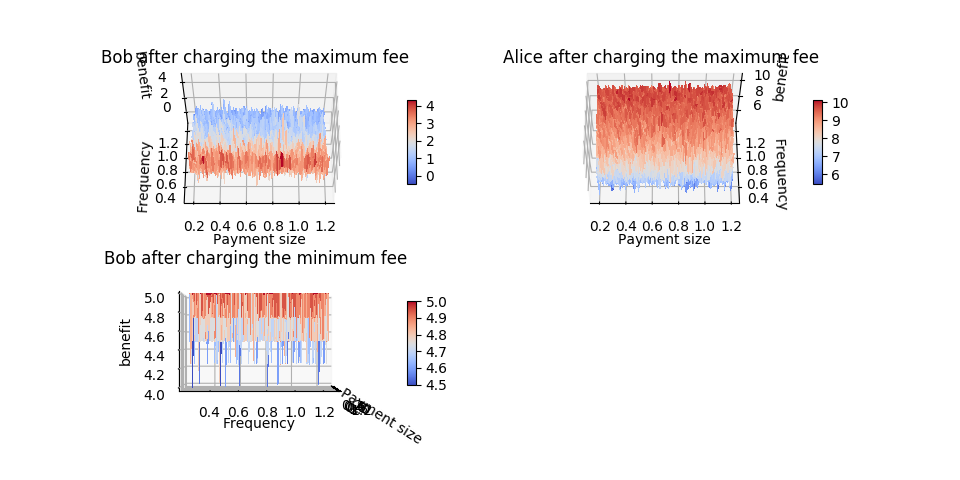 Bob after charging the maximum fee
Alice after charging the maximum fee
benefit
4
2
0
1.2
1.0
0.8
0.6
0.4
Frequency
0.2 0.4 0.6 0.8 1.0 1.2
Payment size
4
3
2
1
0
benefit
10
8
6
1.2
1.0
0.8
0.6
0.4
Frequency
0.2 0.4 0.6 0.8 1.0 1.2
Payment size
10
9
8
7
6
Bob after charging the minimum fee
5.0
4.8
4.6
4.4
4.2
4.0
benefit
0.4 0.6 0.8 1.0 1.2
Frequency
Payment size
5.0
4.9
4.8
4.7
4.6
4.5